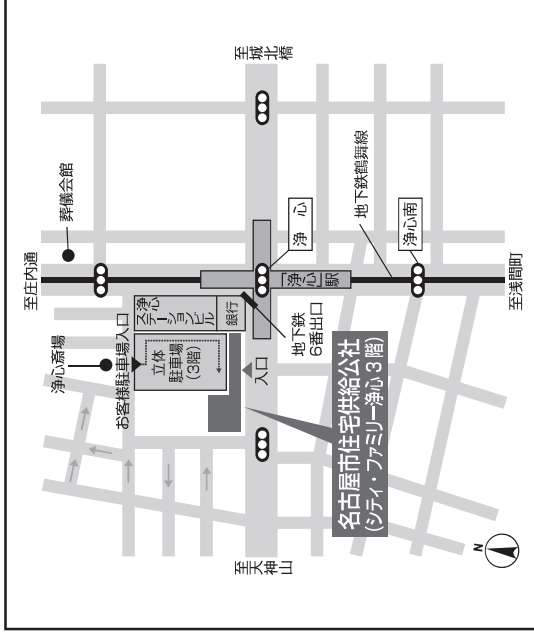 至城北橋
葬儀会館
至庄内通
浄心
地下鉄鶴舞線
浄心南
至浅間町
「浄心」駅
浄心斎場
お客様駐車場入口
浄心
ステーションビル
銀行
立体
駐車場
(3階)
地下鉄
6番出口
入口
名古屋市住宅供給公社
(シティ・ファミリー浄心3階)
至天神山
N